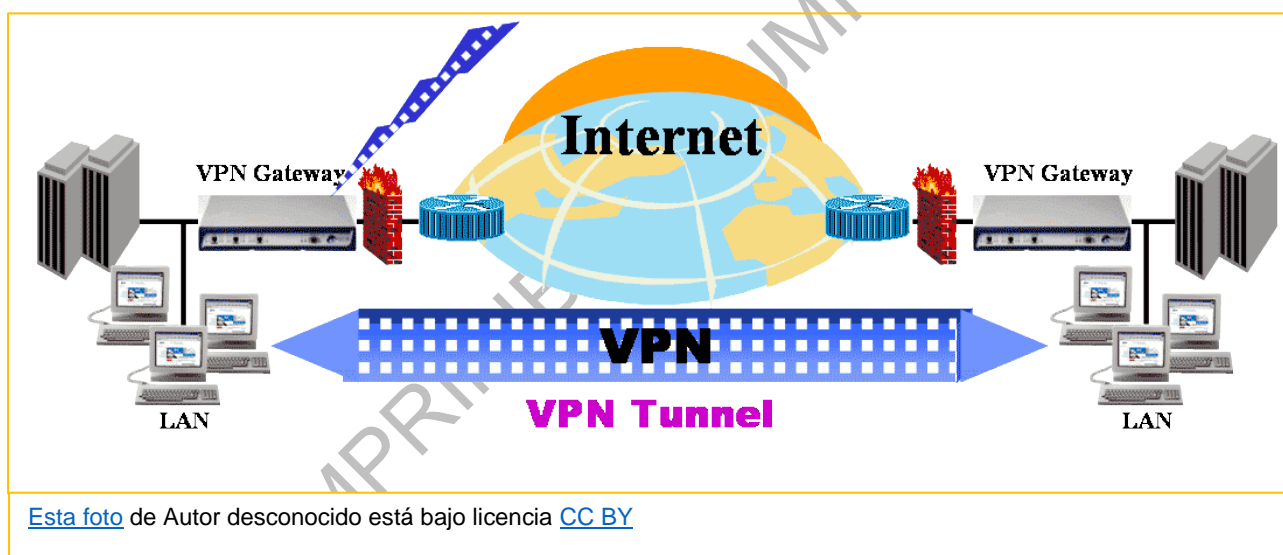 Internet
VPN Gateway
VPN Gateway
VPN
VPN Tunnel
LAN
LAN
Esta foto de Autor desconocido está bajo licencia CC BY